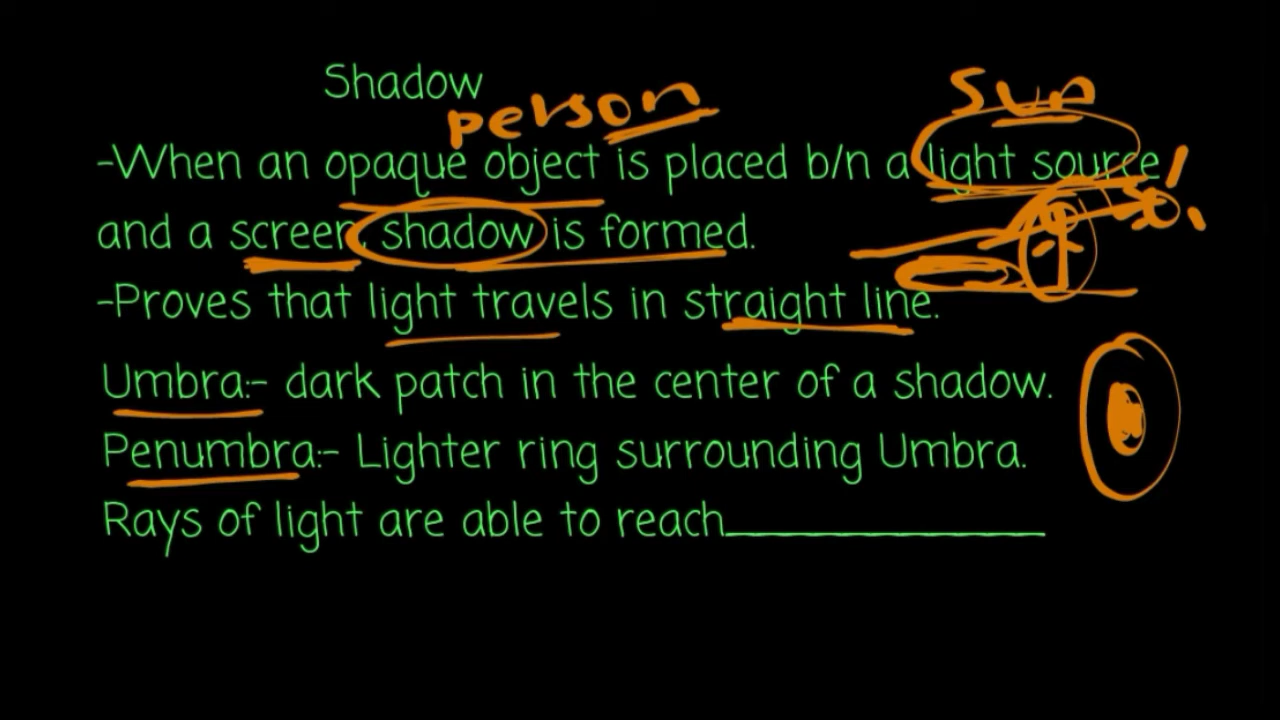 Shadow
person
Sun
-When an opaque object is placed b/n a light source
and a screen, shadow is formed.
-Proves that light travels in straight line.
Umbra:- dark patch in the center of a shadow.
Penumbra:- Lighter ring surrounding Umbra.
Rays of light are able to reach______________